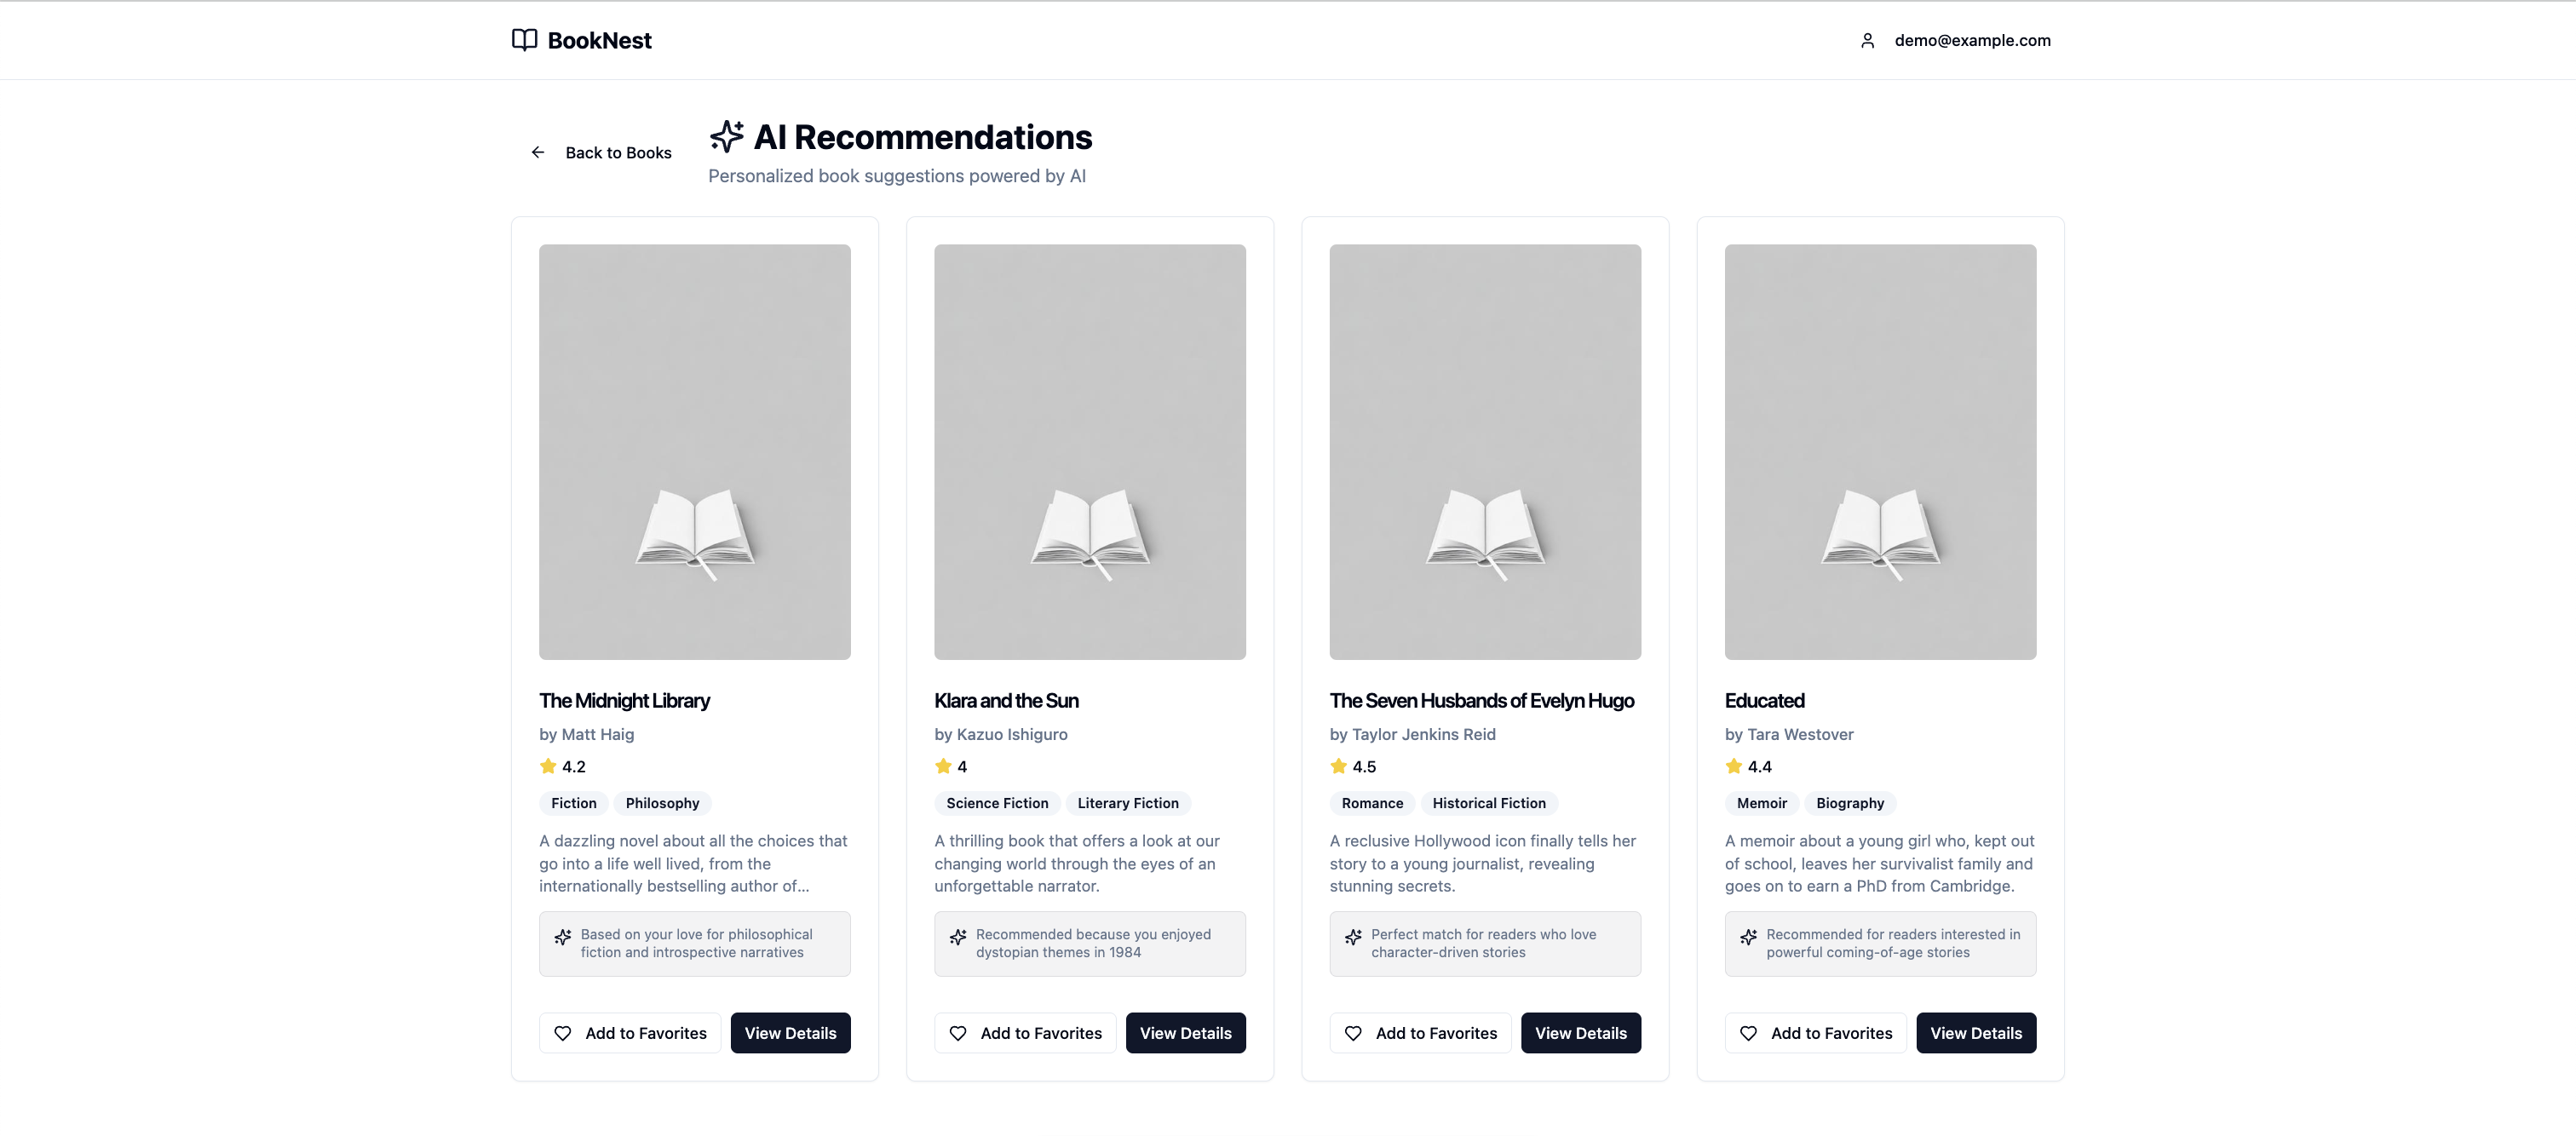 BookNest
demo@example.com
Back to Books
AI Recommendations
Personalized book suggestions powered by AI
The Midnight Library
by Matt Haig
4.2
Fiction
Philosophy
A dazzling novel about all the choices that
go into a life well lived, from the
internationally bestselling author of...
Based on your love for philosophical
fiction and introspective narratives
Add to Favorites
View Details
Klara and the Sun
by Kazuo Ishiguro
4
Science Fiction
Literary Fiction
A thrilling book that offers a look at our
changing world through the eyes of an
unforgettable narrator.
Recommended because you enjoyed
dystopian themes in 1984
Add to Favorites
View Details
The Seven Husbands of Evelyn Hugo
by Taylor Jenkins Reid
4.5
Romance
Historical Fiction
A reclusive Hollywood icon finally tells her
story to a young journalist, revealing
stunning secrets.
Perfect match for readers who love
character-driven stories
Add to Favorites
View Details
Educated
by Tara Westover
4.4
Memoir
Biography
A memoir about a young girl who, kept out
of school, leaves her survivalist family and
goes on to earn a PhD from Cambridge.
Recommended for readers interested in
powerful coming-of-age stories
Add to Favorites
View Details